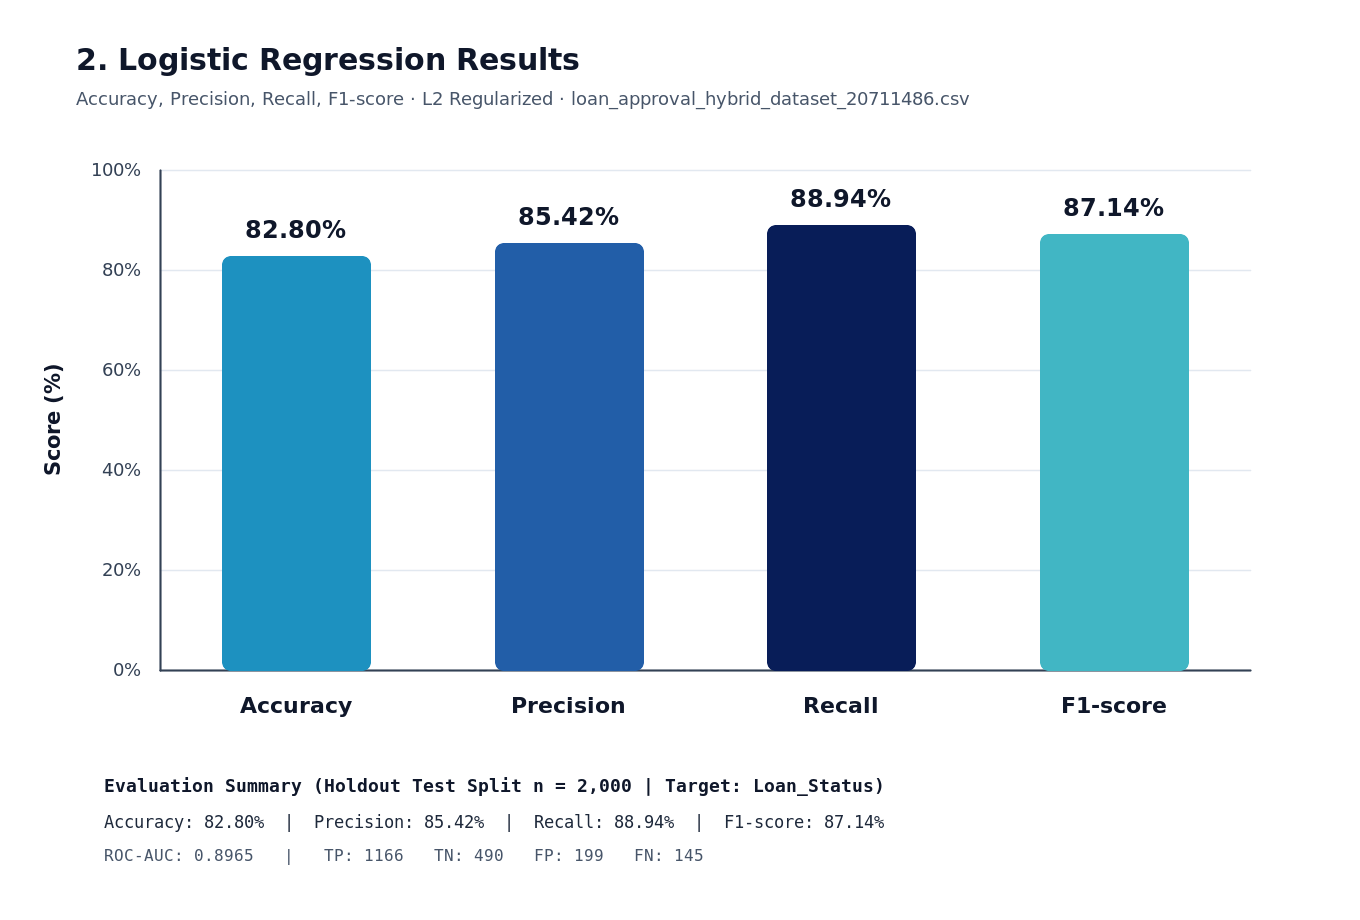 2. Logistic Regression Results
Accuracy, Precision, Recall, F1-score · L2 Regularized · loan_approval_hybrid_dataset_20711486.csv
Score (%)
100%
80%
60%
40%
20%
0%
82.80%
85.42%
88.94%
87.14%
Accuracy
Precision
Recall
F1-score
Evaluation Summary (Holdout Test Split n = 2,000 | Target: Loan_Status)
Accuracy: 82.80% | Precision: 85.42% | Recall: 88.94% | F1-score: 87.14%
ROC-AUC: 0.8965 | TP: 1166 TN: 490 FP: 199 FN: 145